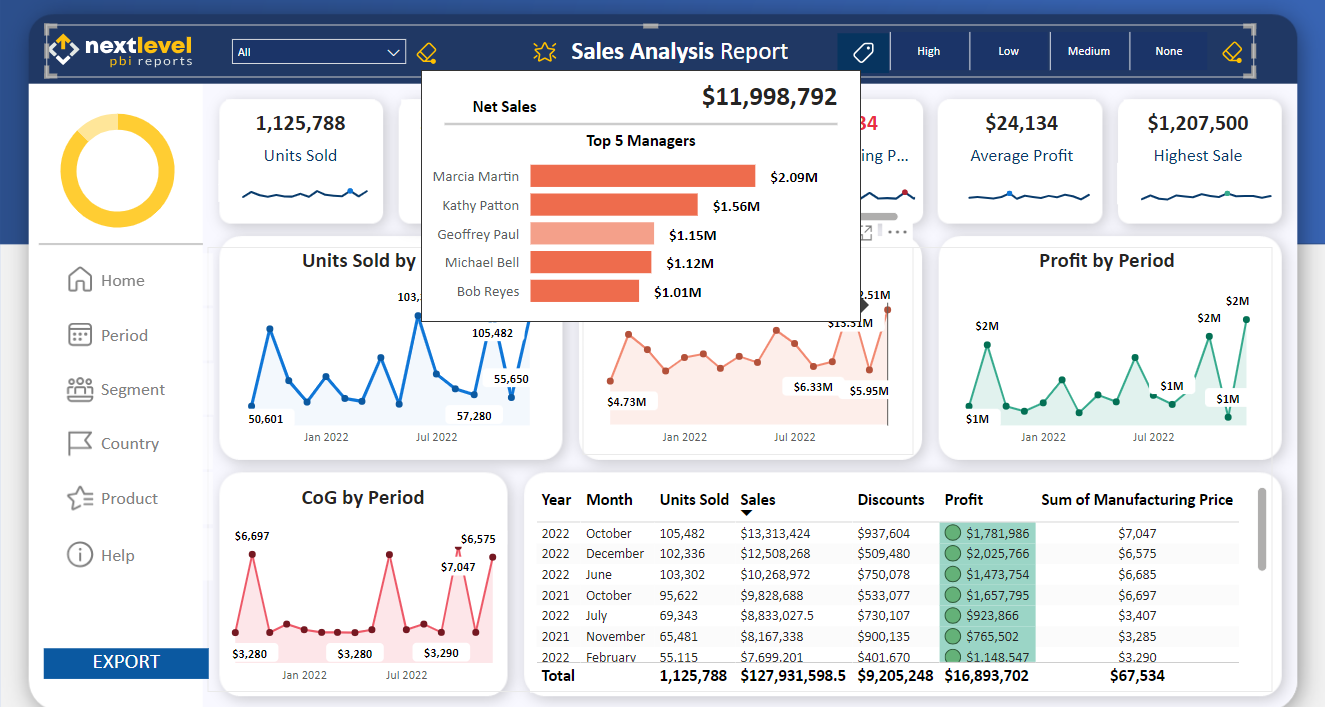 nextlevel
pbi reports
All
Sales Analysis Report
High
Low
Medium
None
1,125,788
Units Sold
Net Sales
$11,998,792
Top 5 Managers
Marcia Martin $2.09M
Kathy Patton $1.56M
Geoffrey Paul $1.15M
Michael Bell $1.12M
Bob Reyes $1.01M
34
ing P...
$24,134
Average Profit
$1,207,500
Highest Sale
Home
Period
Segment
Country
Product
Help
EXPORT
Units Sold by
103,
105,482
55,650
57,280
50,601
Jan 2022
Jul 2022
2.51M
$13.31M
$6.33M
$5.95M
$4.73M
Jan 2022
Jul 2022
Profit by Period
$2M
$2M
$2M
$1M
$1M
$1M
Jan 2022
Jul 2022
CoG by Period
$6,697
$6,575
$7,047
$3,280
$3,280
$3,290
Jan 2022
Jul 2022
Year Month Units Sold Sales Discounts Profit Sum of Manufacturing Price
2022 October 105,482 $13,313,424 $937,604 $1,781,986 $7,047
2022 December 102,336 $12,508,268 $509,480 $2,025,766 $6,575
2022 June 103,302 $10,268,972 $750,078 $1,473,754 $6,685
2021 October 95,622 $9,828,688 $533,077 $1,657,795 $6,697
2022 July 69,343 $8,833,027.5 $730,107 $923,866 $3,407
2021 November 65,481 $8,167,338 $900,135 $765,502 $3,285
2022 February 55,115 $7,699,201 $401,670 $1,148,547 $3,290
Total 1,125,788 $127,931,598.5 $9,205,248 $16,893,702 $67,534